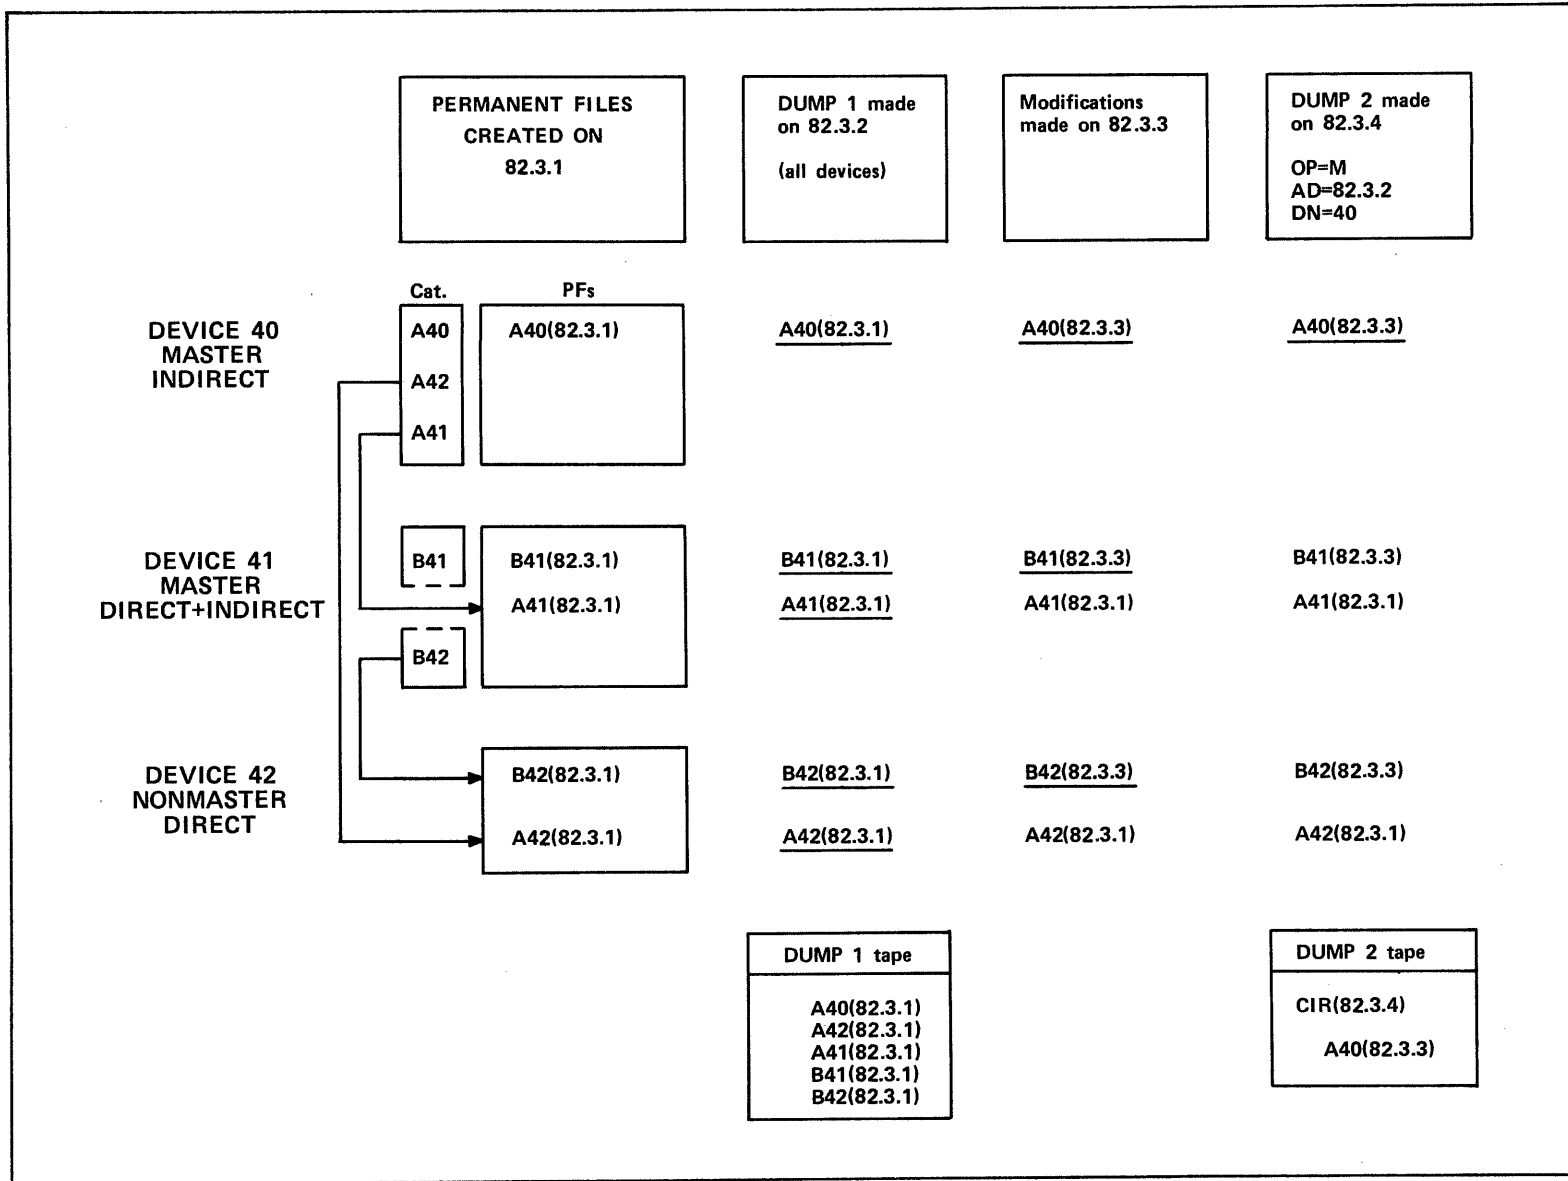 PERMANENT FILES
CREATED ON
82.3.1
DUMP 1 made
on 82.3.2
(all devices)
Modifications
made on 82.3.3
DUMP 2 made
on 82.3.4
OP=M
AD=82.3.2
DN=40
Cat.
PFs
DEVICE 40
MASTER
INDIRECT
A40
A42
A41
A40(82.3.1)
A40(82.3.1)
A40(82.3.3)
A40(82.3.3)
DEVICE 41
MASTER
DIRECT+INDIRECT
B41
B42
B41(82.3.1)
A41(82.3.1)
B41(82.3.1)
A41(82.3.1)
B41(82.3.3)
A41(82.3.1)
B41(82.3.3)
A41(82.3.1)
DEVICE 42
NONMASTER
DIRECT
B42(82.3.1)
A42(82.3.1)
B42(82.3.1)
A42(82.3.1)
B42(82.3.3)
A42(82.3.1)
B42(82.3.3)
A42(82.3.1)
DUMP 1 tape
A40(82.3.1)
A42(82.3.1)
A41(82.3.1)
B41(82.3.1)
B42(82.3.1)
DUMP 2 tape
CIR(82.3.4)
A40(82.3.3)